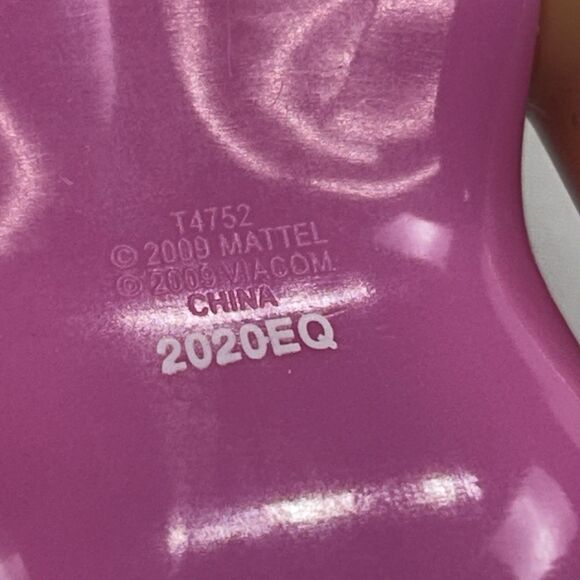 T4752
© 2009 MATTEL
© 2009 VIACOM
CHINA
2020EQ